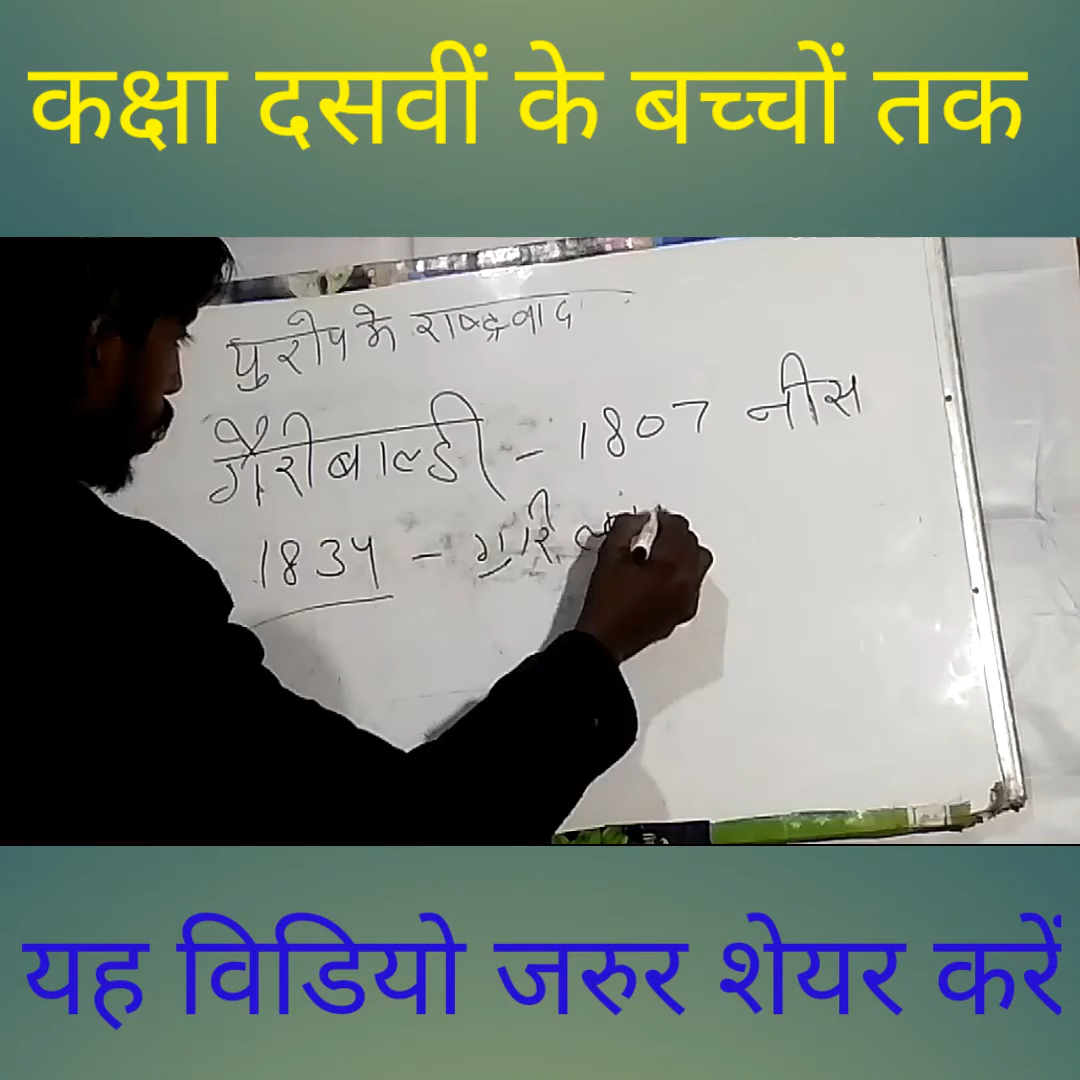 कक्षा दसवीं के बच्चों तक
युरोप मे राष्ट्रवाद
गैरीबाल्डी - 1807 नीस
1834 -
यह विडियो जरुर शेयर करें